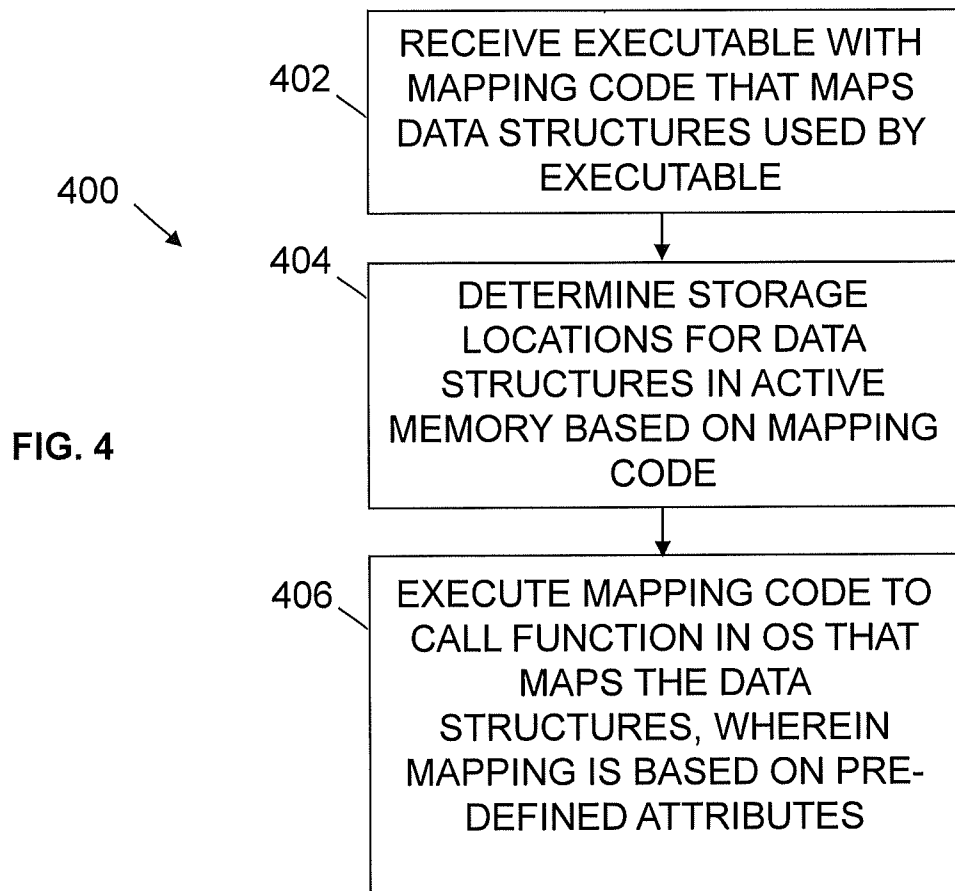 402
RECEIVE EXECUTABLE WITH
MAPPING CODE THAT MAPS
DATA STRUCTURES USED BY
EXECUTABLE
400
404
DETERMINE STORAGE
LOCATIONS FOR DATA
STRUCTURES IN ACTIVE
MEMORY BASED ON MAPPING
CODE
FIG. 4
406
EXECUTE MAPPING CODE TO
CALL FUNCTION IN OS THAT
MAPS THE DATA
STRUCTURES, WHEREIN
MAPPING IS BASED ON PRE-
DEFINED ATTRIBUTES